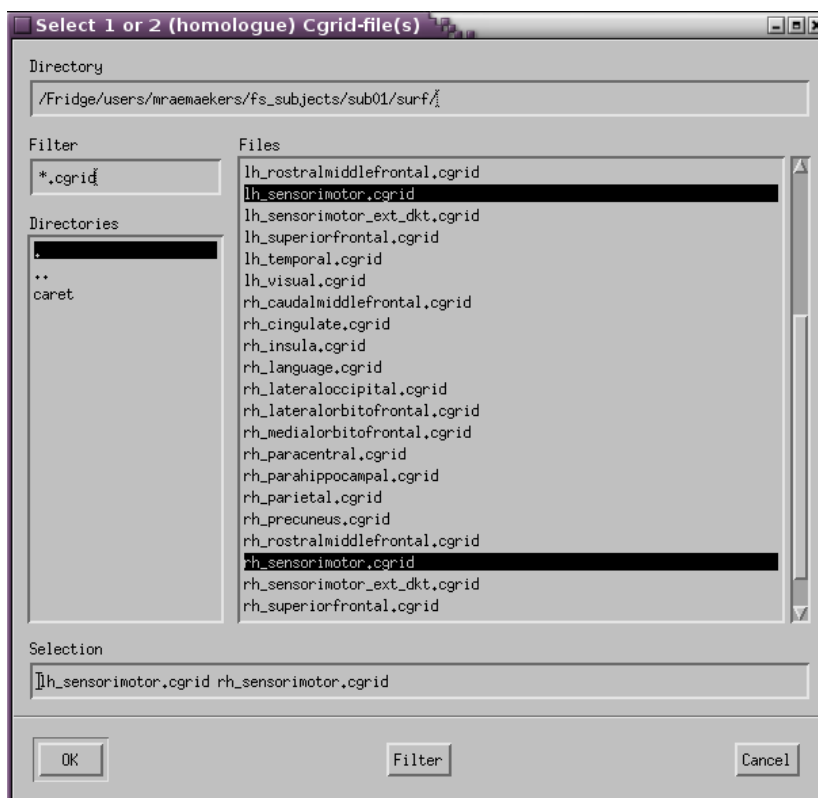 Select 1 or 2 (homologue) Cgrid-file(s)
Directory
/Fridge/users/mraemaekers/fs_subjects/sub01/surf/
Filter
*.cgrid
Directories
.
..
caret
Files
lh_rostralmiddlefrontal.cgrid
lh_sensorimotor.cgrid
lh_sensorimotor_ext_dkt.cgrid
lh_superiorfrontal.cgrid
lh_temporal.cgrid
lh_visual.cgrid
rh_caudalmiddlefrontal.cgrid
rh_cingulate.cgrid
rh_insula.cgrid
rh_language.cgrid
rh_lateraloccipital.cgrid
rh_lateralorbitofrontal.cgrid
rh_medialorbitofrontal.cgrid
rh_paracentral.cgrid
rh_parahippocampal.cgrid
rh_parietal.cgrid
rh_precuneus.cgrid
rh_rostralmiddlefrontal.cgrid
rh_sensorimotor.cgrid
rh_sensorimotor_ext_dkt.cgrid
rh_superiorfrontal.cgrid
Selection
lh_sensorimotor.cgrid rh_sensorimotor.cgrid
OK
Filter
Cancel